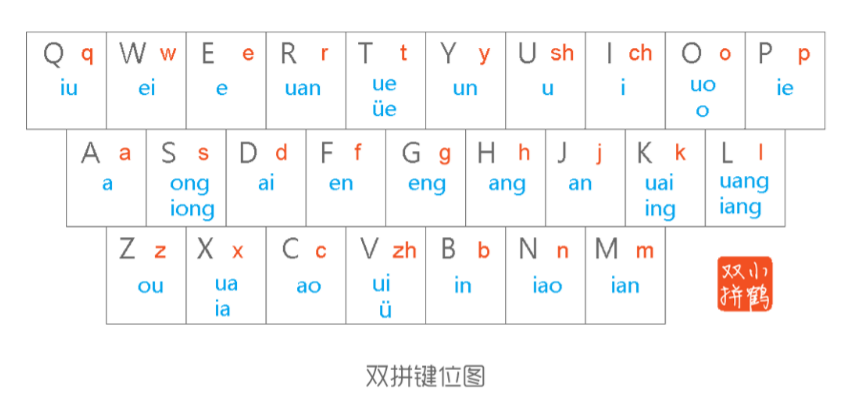 Q q W w E e R r T t Y y U sh I ch O o P p
iu ei e uan ue un u i uo ie
üe o
A a S s D d F f G g H h J j K k L l
a ong ai en eng ang an uai uang
iong ing iang
Z z X x C c V zh B b N n M m
ou ua ao ui in iao ian
ia ü
双小
拼鹤
双拼键位图